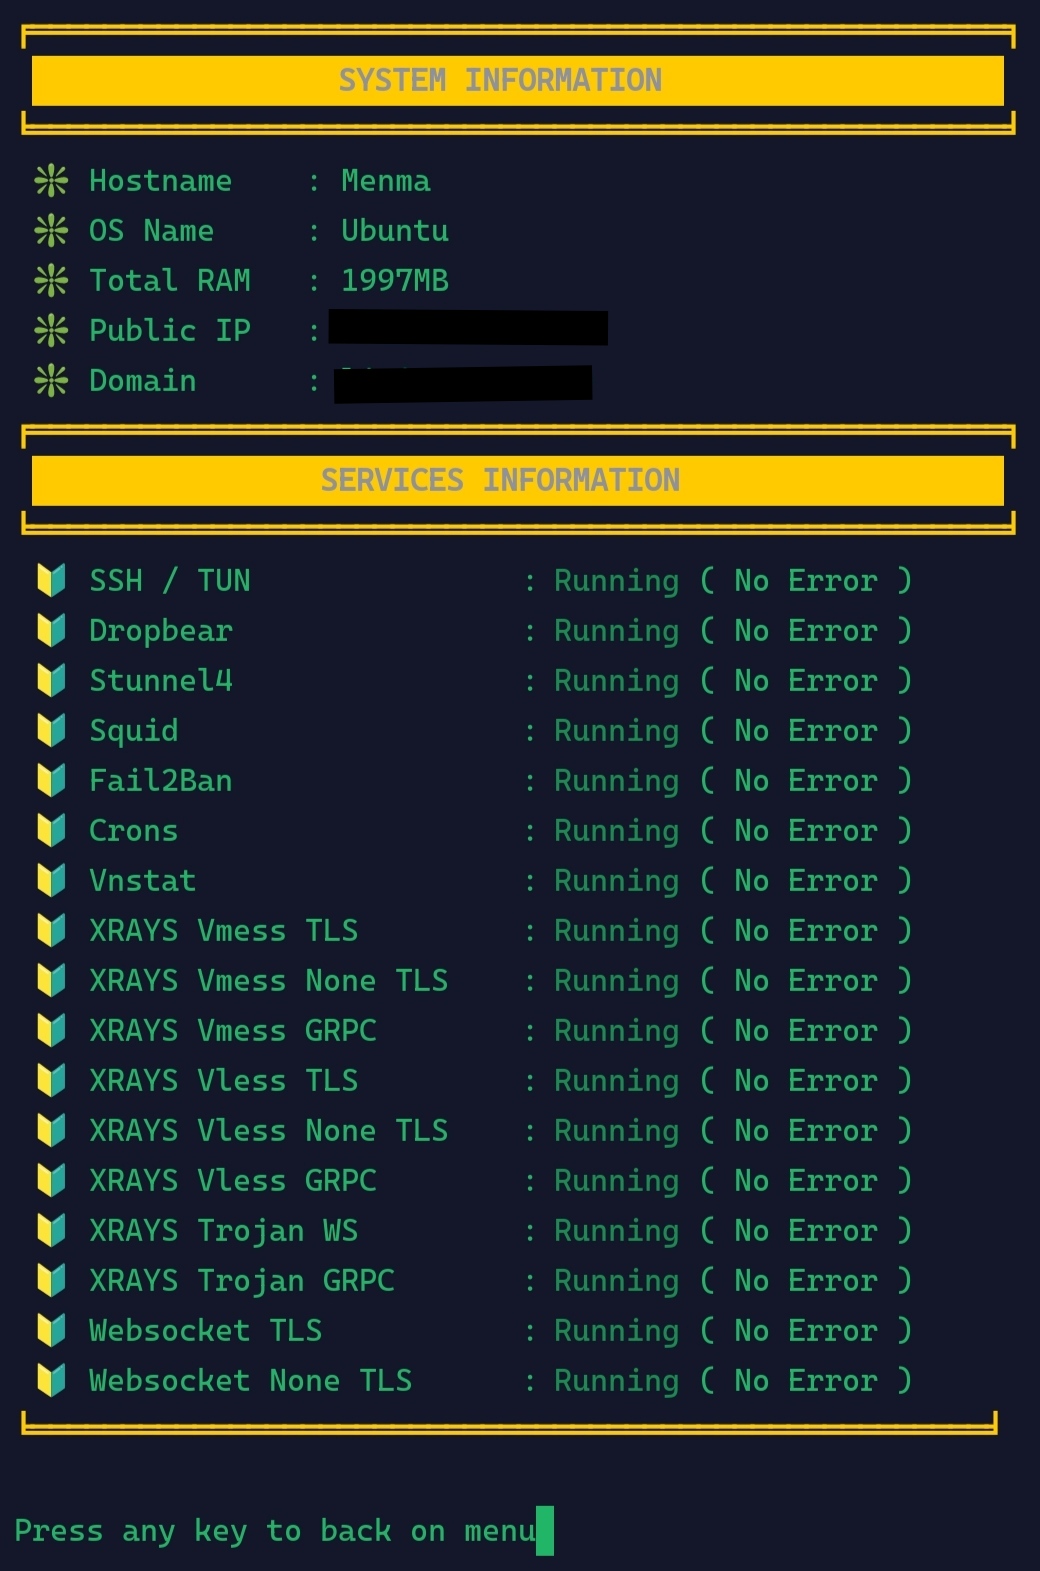 SYSTEM INFORMATION
Hostname : Menma
OS Name : Ubuntu
Total RAM : 1997MB
Public IP :
Domain :
SERVICES INFORMATION
SSH / TUN : Running ( No Error )
Dropbear : Running ( No Error )
Stunnel4 : Running ( No Error )
Squid : Running ( No Error )
Fail2Ban : Running ( No Error )
Crons : Running ( No Error )
Vnstat : Running ( No Error )
XRAYS Vmess TLS : Running ( No Error )
XRAYS Vmess None TLS : Running ( No Error )
XRAYS Vmess GRPC : Running ( No Error )
XRAYS Vless TLS : Running ( No Error )
XRAYS Vless None TLS : Running ( No Error )
XRAYS Vless GRPC : Running ( No Error )
XRAYS Trojan WS : Running ( No Error )
XRAYS Trojan GRPC : Running ( No Error )
Websocket TLS : Running ( No Error )
Websocket None TLS : Running ( No Error )
Press any key to back on menu